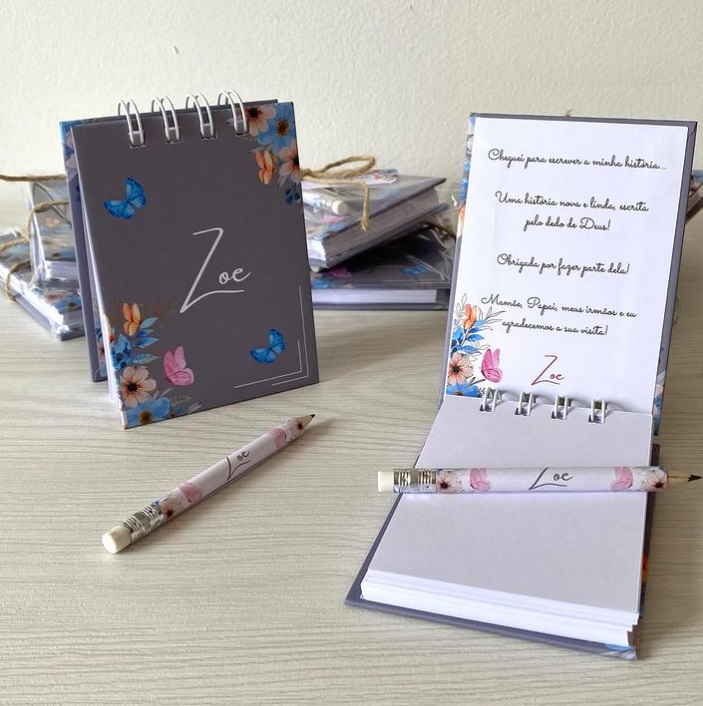 Zoe
Cheguei para escrever a minha história...
Uma história nova e linda, escrita
pelo dedo de Deus!
Obrigada por fazer parte dela!
Mamãe, Papai, meus irmãos e eu
agradecemos a sua visita!
Zoe
Zoe
Zoe